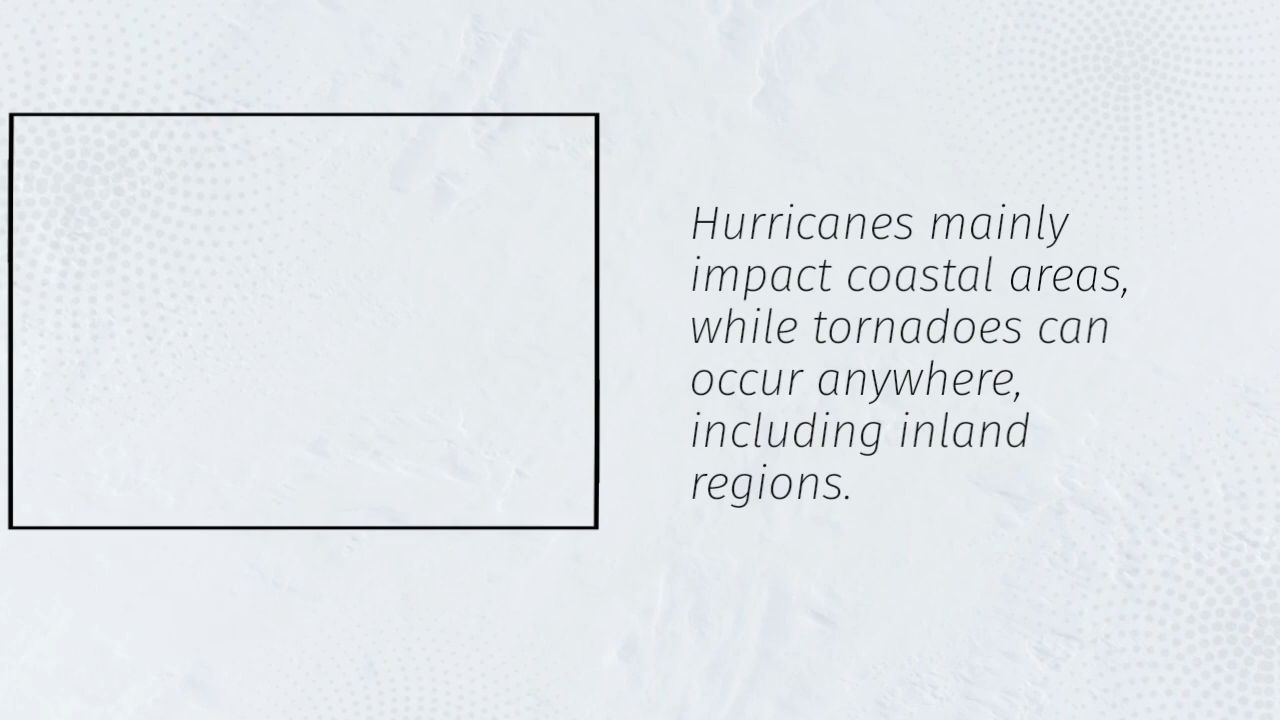 Hurricanes mainly
impact coastal areas,
while tornadoes can
occur anywhere,
including inland
regions.